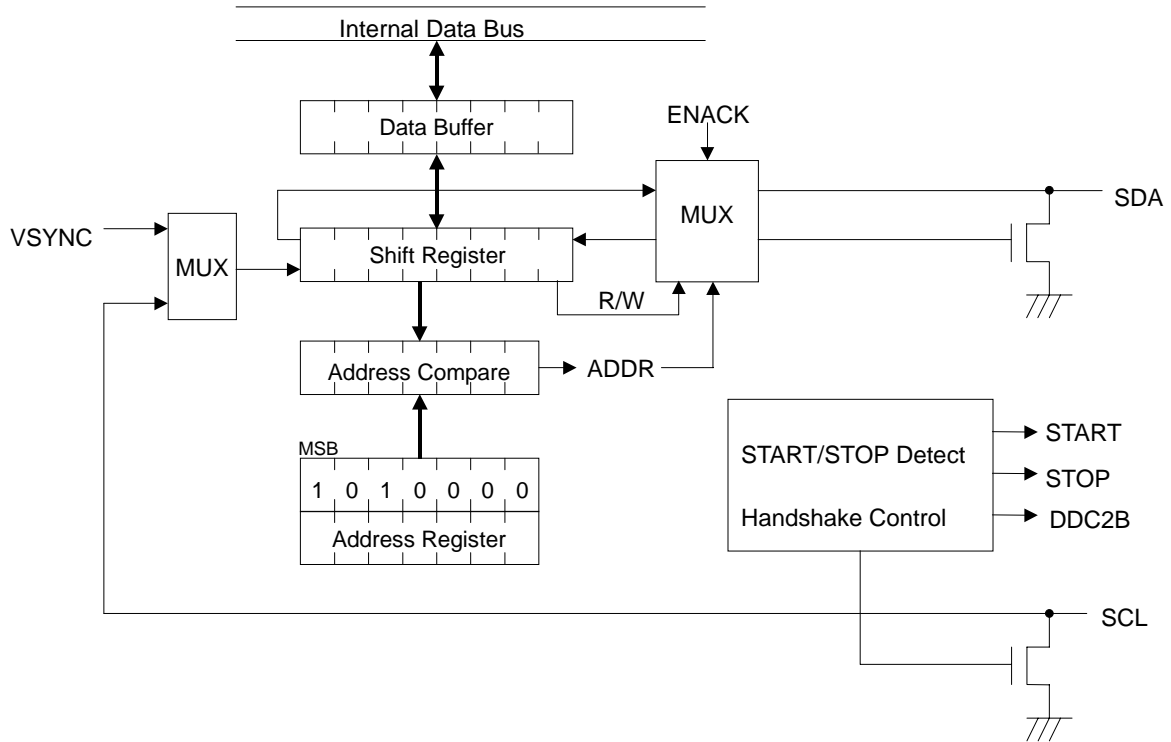 Internal Data Bus
Data Buffer
ENACK
MUX
SDA
VSYNC
MUX
Shift Register
R/W
Address Compare
ADDR
MSB
1 0 1 0 0 0 0
Address Register
START/STOP Detect
Handshake Control
START
STOP
DDC2B
SCL